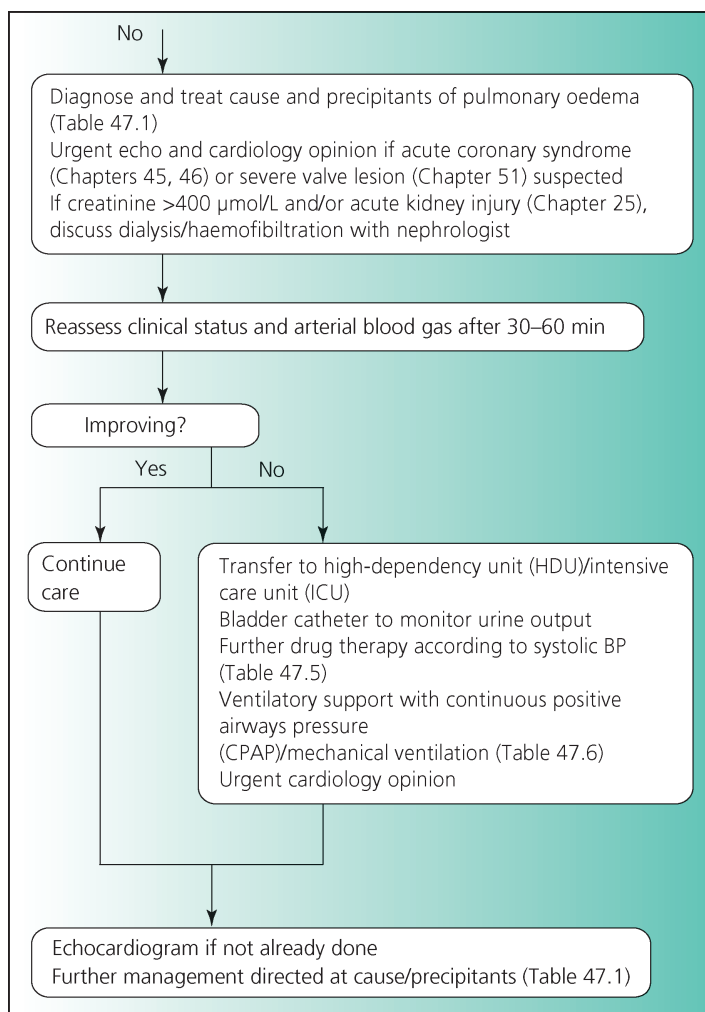 No
Diagnose and treat cause and precipitants of pulmonary oedema
(Table 47.1)
Urgent echo and cardiology opinion if acute coronary syndrome
(Chapters 45, 46) or severe valve lesion (Chapter 51) suspected
If creatinine >400 μmol/L and/or acute kidney injury (Chapter 25),
discuss dialysis/haemofibiltration with nephrologist
Reassess clinical status and arterial blood gas after 30–60 min
Improving?
Yes
No
Continue
care
Transfer to high-dependency unit (HDU)/intensive
care unit (ICU)
Bladder catheter to monitor urine output
Further drug therapy according to systolic BP
(Table 47.5)
Ventilatory support with continuous positive
airways pressure
(CPAP)/mechanical ventilation (Table 47.6)
Urgent cardiology opinion
Echocardiogram if not already done
Further management directed at cause/precipitants (Table 47.1)